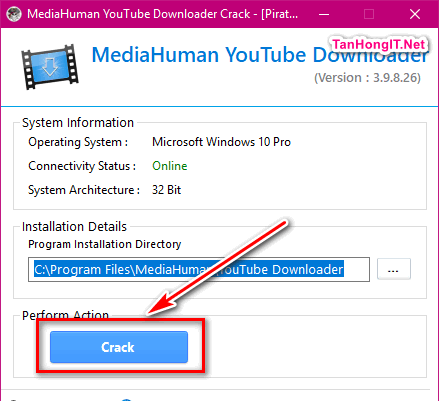 MediaHuman YouTube Downloader Crack - [Pirat
TanHongIT.Net
MediaHuman YouTube Downloader
(Version : 3.9.8.26)
System Information
Operating System : Microsoft Windows 10 Pro
Connectivity Status : Online
System Architecture : 32 Bit
Installation Details
Program Installation Directory
C:\Program Files\MediaHuman YouTube Downloader
...
Perform Action
Crack